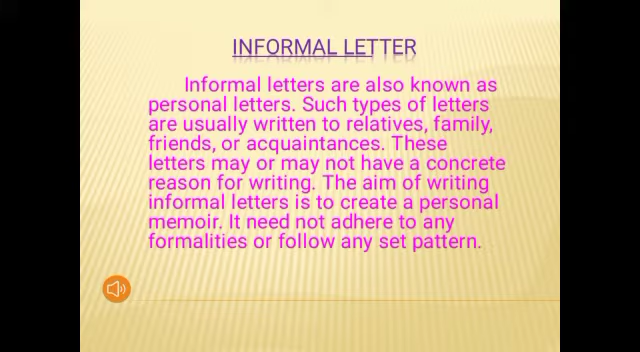 INFORMAL LETTER
Informal letters are also known as
personal letters. Such types of letters
are usually written to relatives, family,
friends, or acquaintances. These
letters may or may not have a concrete
reason for writing. The aim of writing
informal letters is to create a personal
memoir. It need not adhere to any
formalities or follow any set pattern.